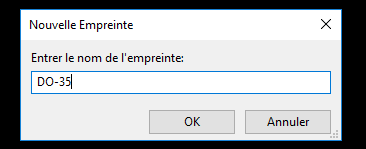 Nouvelle Empreinte
Entrer le nom de l'empreinte:
DO-35
OK
Annuler